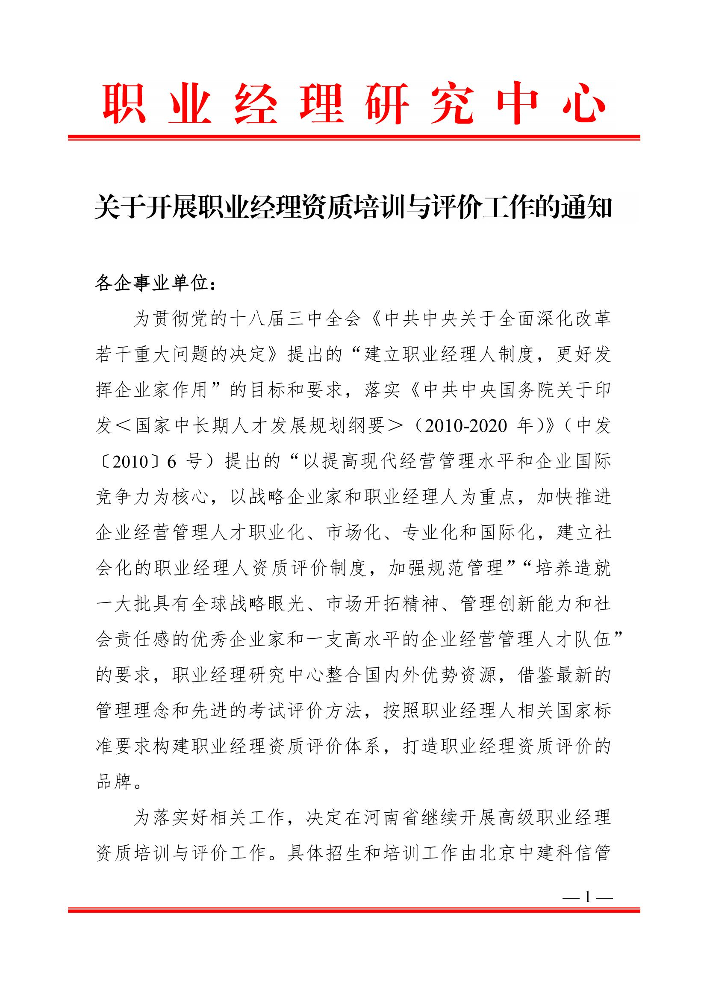 职业经理研究中心
关于开展职业经理资质培训与评价工作的通知
各企事业单位：
为贯彻党的十八届三中全会《中共中央关于全面深化改革
若干重大问题的决定》提出的“建立职业经理人制度，更好发
挥企业家作用”的目标和要求，落实《中共中央国务院关于印
发＜国家中长期人才发展规划纲要＞（2010-2020 年）》（中发
〔2010〕6 号）提出的“以提高现代经营管理水平和企业国际
竞争力为核心，以战略企业家和职业经理人为重点，加快推进
企业经营管理人才职业化、市场化、专业化和国际化，建立社
会化的职业经理人资质评价制度，加强规范管理”“培养造就
一大批具有全球战略眼光、市场开拓精神、管理创新能力和社
会责任感的优秀企业家和一支高水平的企业经营管理人才队伍”
的要求，职业经理研究中心整合国内外优势资源，借鉴最新的
管理理念和先进的考试评价方法，按照职业经理人相关国家标
准要求构建职业经理资质评价体系，打造职业经理资质评价的
品牌。
为落实好相关工作，决定在河南省继续开展高级职业经理
资质培训与评价工作。具体招生和培训工作由北京中建科信管
— 1 —